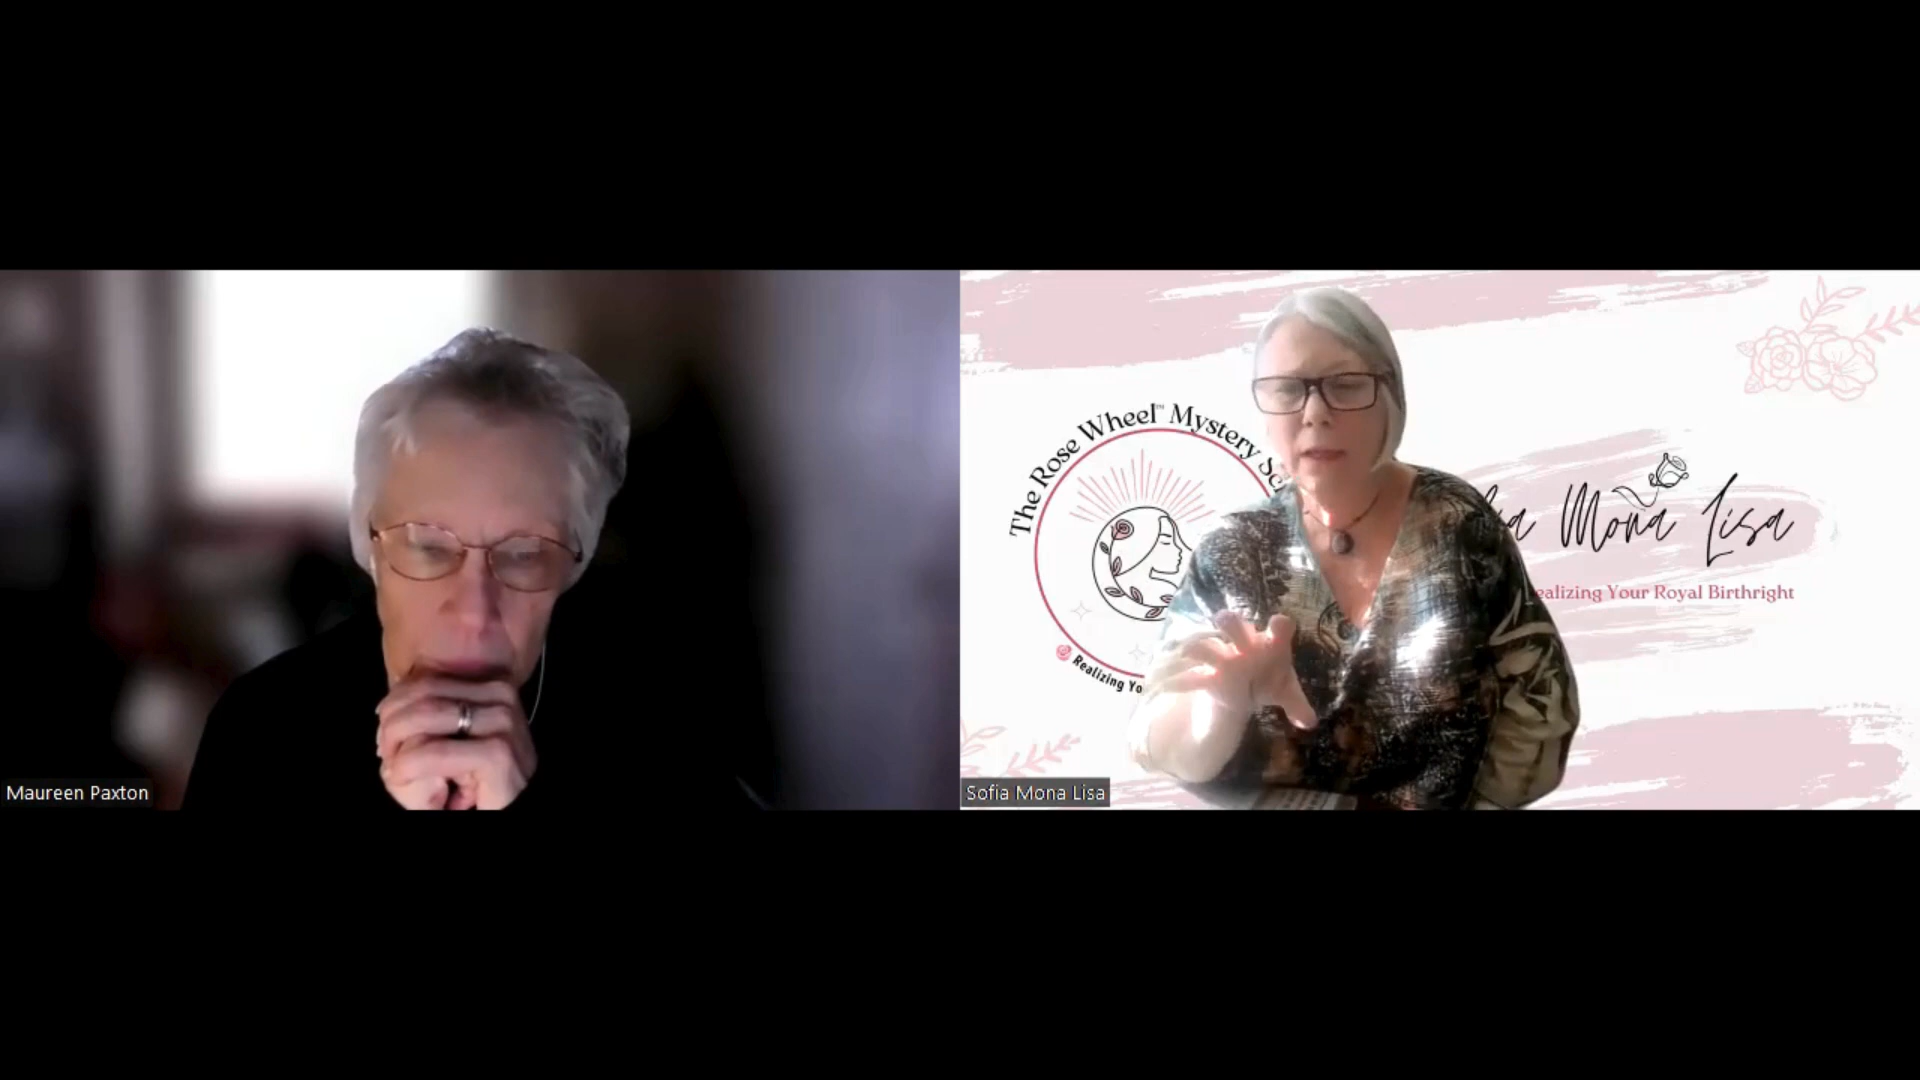 The Rose Wheel™ Mystery Sc
Mona Lisa
ealizing Your Royal Birthright
Realizing Yo
Maureen Paxton
Sofia Mona Lisa